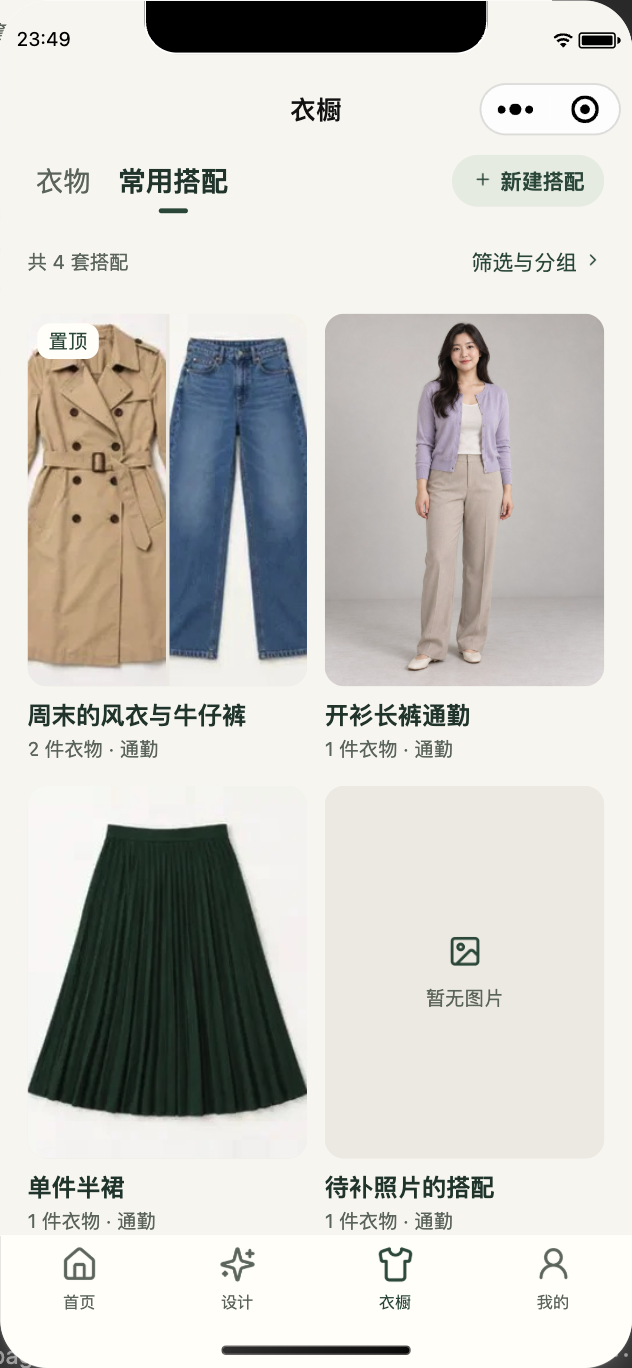 23:49
衣橱
衣物 常用搭配 + 新建搭配
共 4 套搭配 筛选与分组 >
置顶
周末的风衣与牛仔裤
2 件衣物 · 通勤
开衫长裤通勤
1 件衣物 · 通勤
暂无图片
单件半裙
1 件衣物 · 通勤
待补照片的搭配
1 件衣物 · 通勤
首页 设计 衣橱 我的